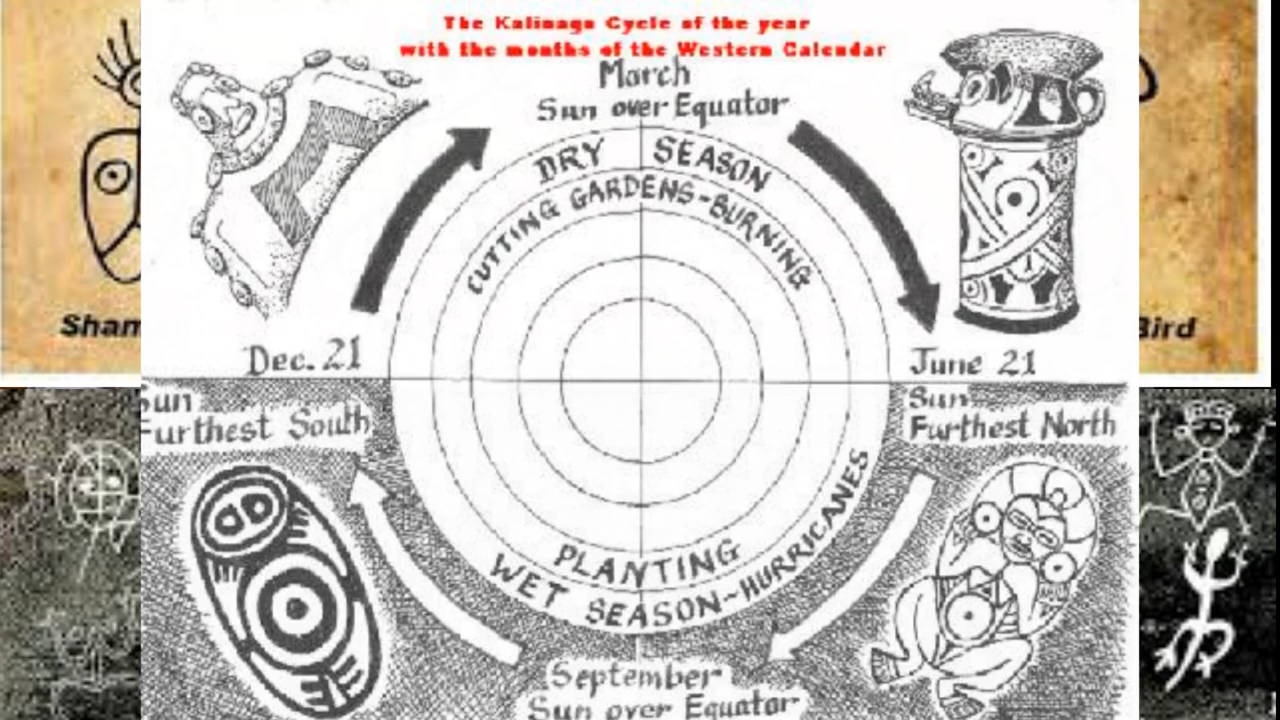 The Kalinago Cycle of the year
with the months of the Western Calendar
March
Sun over Equator
DRY SEASON
CUTTING GARDENS-BURNING
Sham
Bird
Dec. 21
June 21
Sun
Furthest South
Sun
Furthest North
PLANTING
WET SEASON-HURRICANES
September
Sun over Equator